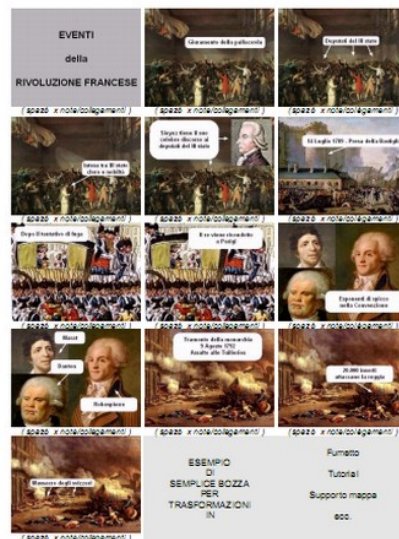 EVENTI
della
RIVOLUZIONE FRANCESE
Giuramento della pallacorda
Deputati del III stato
( spazio x note/collegamenti )
( spazio x note/collegamenti )
( spazio x note/collegamenti )
Intesa tra III stato
clero e nobiltà
Sieyes tiene il suo
celebre discorso ai
deputati del III stato
14 Luglio 1789 - Presa della Bastiglia
( spazio x note/collegamenti )
( spazio x note/collegamenti )
( spazio x note/collegamenti )
Dopo il tentativo di fuga
Il re viene ricondotto
a Parigi
Esponenti di spicco
nella Convenzione
( spazio x note/collegamenti )
( spazio x note/collegamenti )
( spazio x note/collegamenti )
Marat
Danton
Robespierre
Tramonto della monarchia
9 Agosto 1792
Assalto alle Tuileries
20.000 insorti
attaccano la reggia
( spazio x note/collegamenti )
( spazio x note/collegamenti )
( spazio x note/collegamenti )
Massacro degli svizzeri
( spazio x note/collegamenti )
ESEMPIO
DI
SEMPLICE BOZZA
PER
TRASFORMAZIONI
IN
Fumetto
Tutorial
Supporto mappa
ecc.